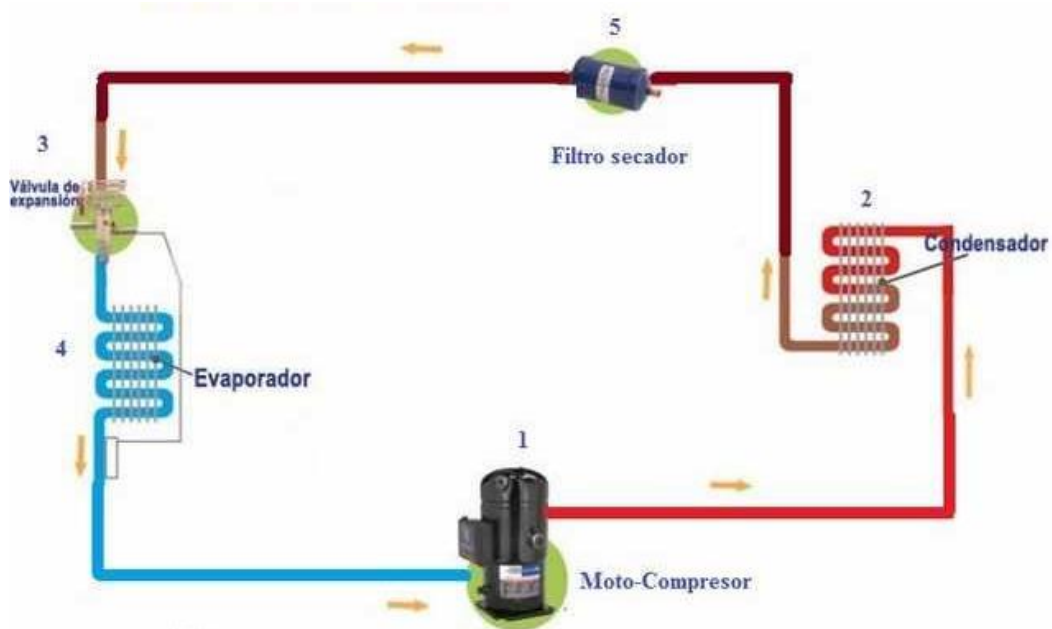 5
Filtro secador
3
Válvula de
expansión
2
Condensador
4
Evaporador
1
Moto-Compresor